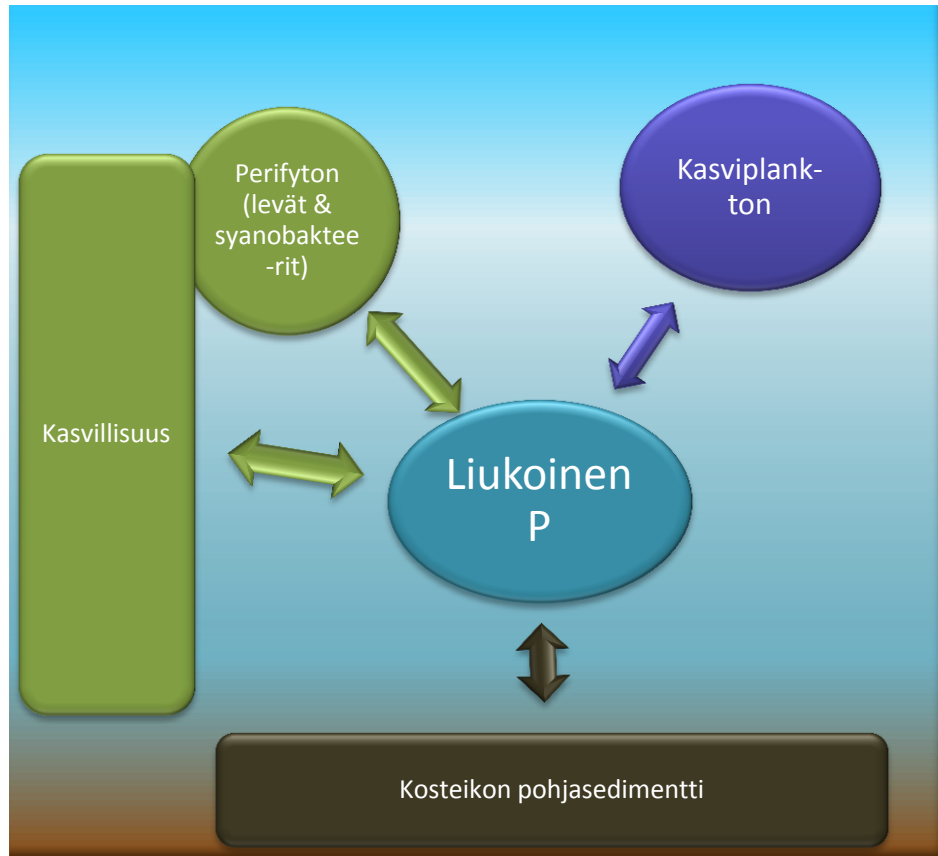 Perifyton
(levät &
syanobaktee
-rit)
Kasviplank-
ton
Kasvillisuus
Liukoinen
P
Kosteikon pohjasedimentti